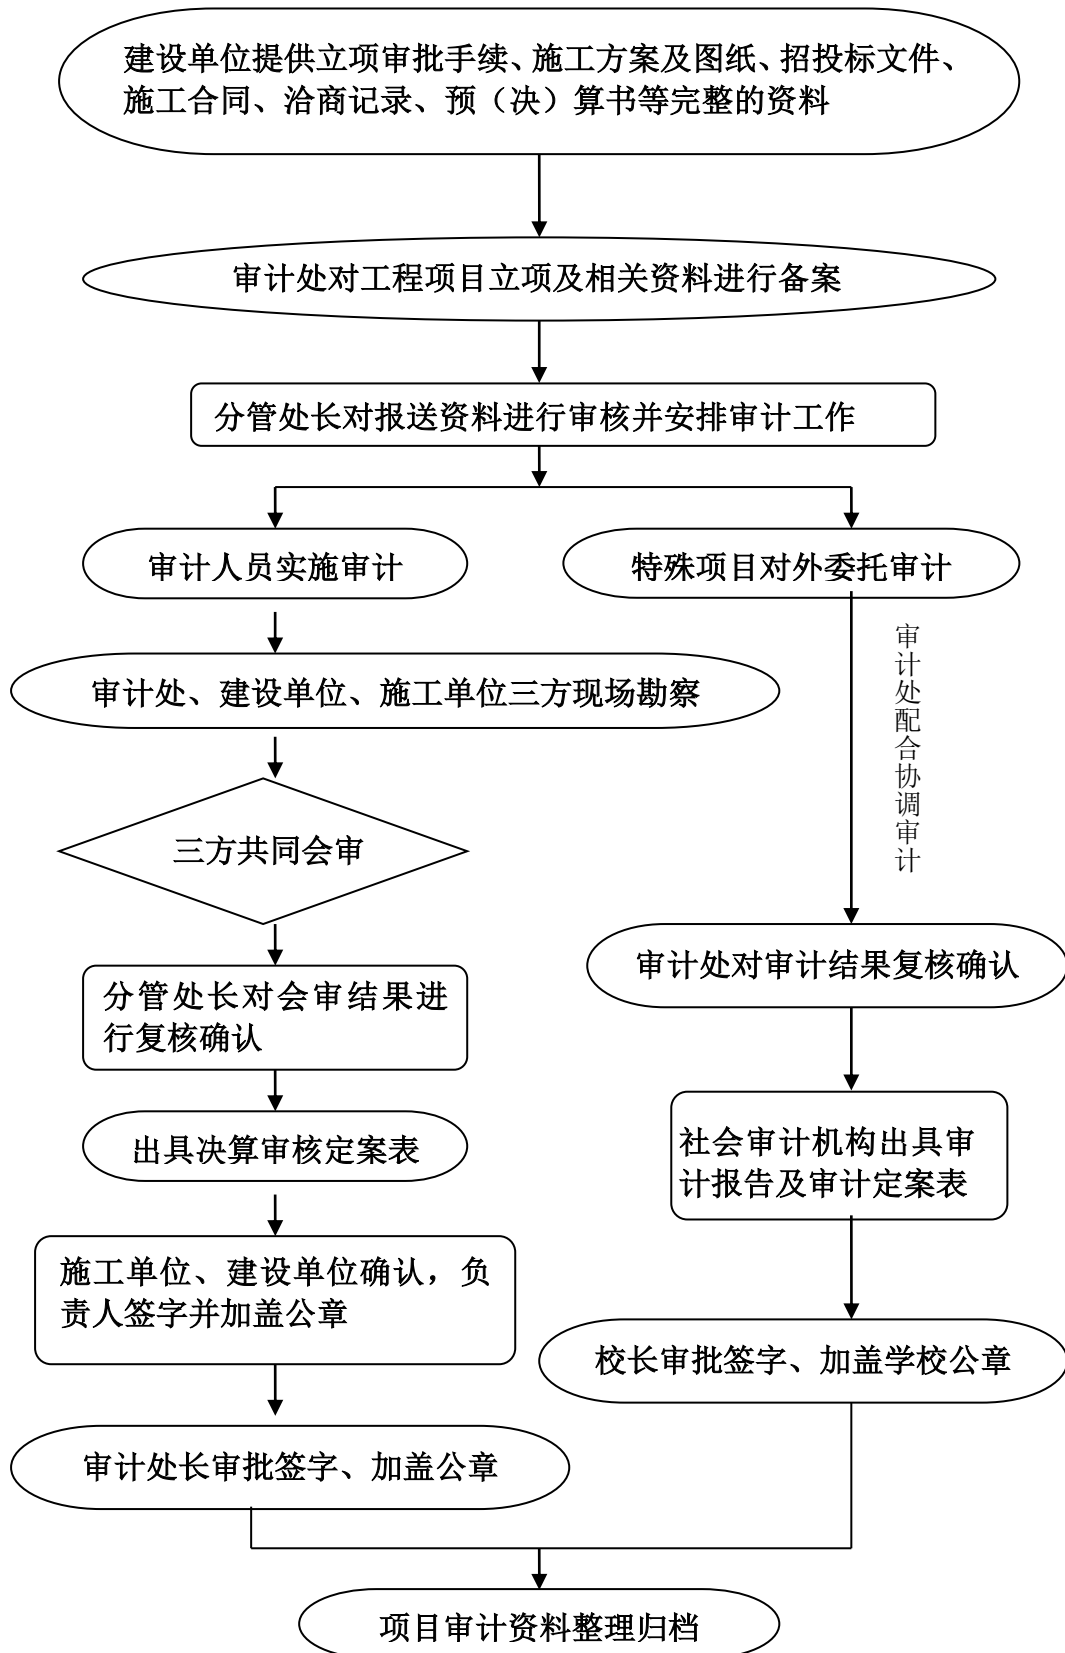 建设单位提供立项审批手续、施工方案及图纸、招投标文件、
施工合同、洽商记录、预（决）算书等完整的资料
审计处对工程项目立项及相关资料进行备案
分管处长对报送资料进行审核并安排审计工作
审计人员实施审计
特殊项目对外委托审计
审计处、建设单位、施工单位三方现场勘察
审计处配合协调审计
三方共同会审
审计处对审计结果复核确认
分管处长对会审结果进
行复核确认
社会审计机构出具审
计报告及审计定案表
出具决算审核定案表
施工单位、建设单位确认，负
责人签字并加盖公章
校长审批签字、加盖学校公章
审计处长审批签字、加盖公章
项目审计资料整理归档